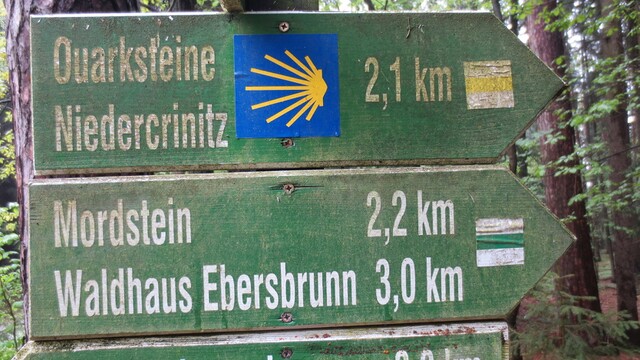 Quarksteine
Niedercrinitz 2,1 km
Mordstein 2,2 km
Waldhaus Ebersbrunn 3,0 km